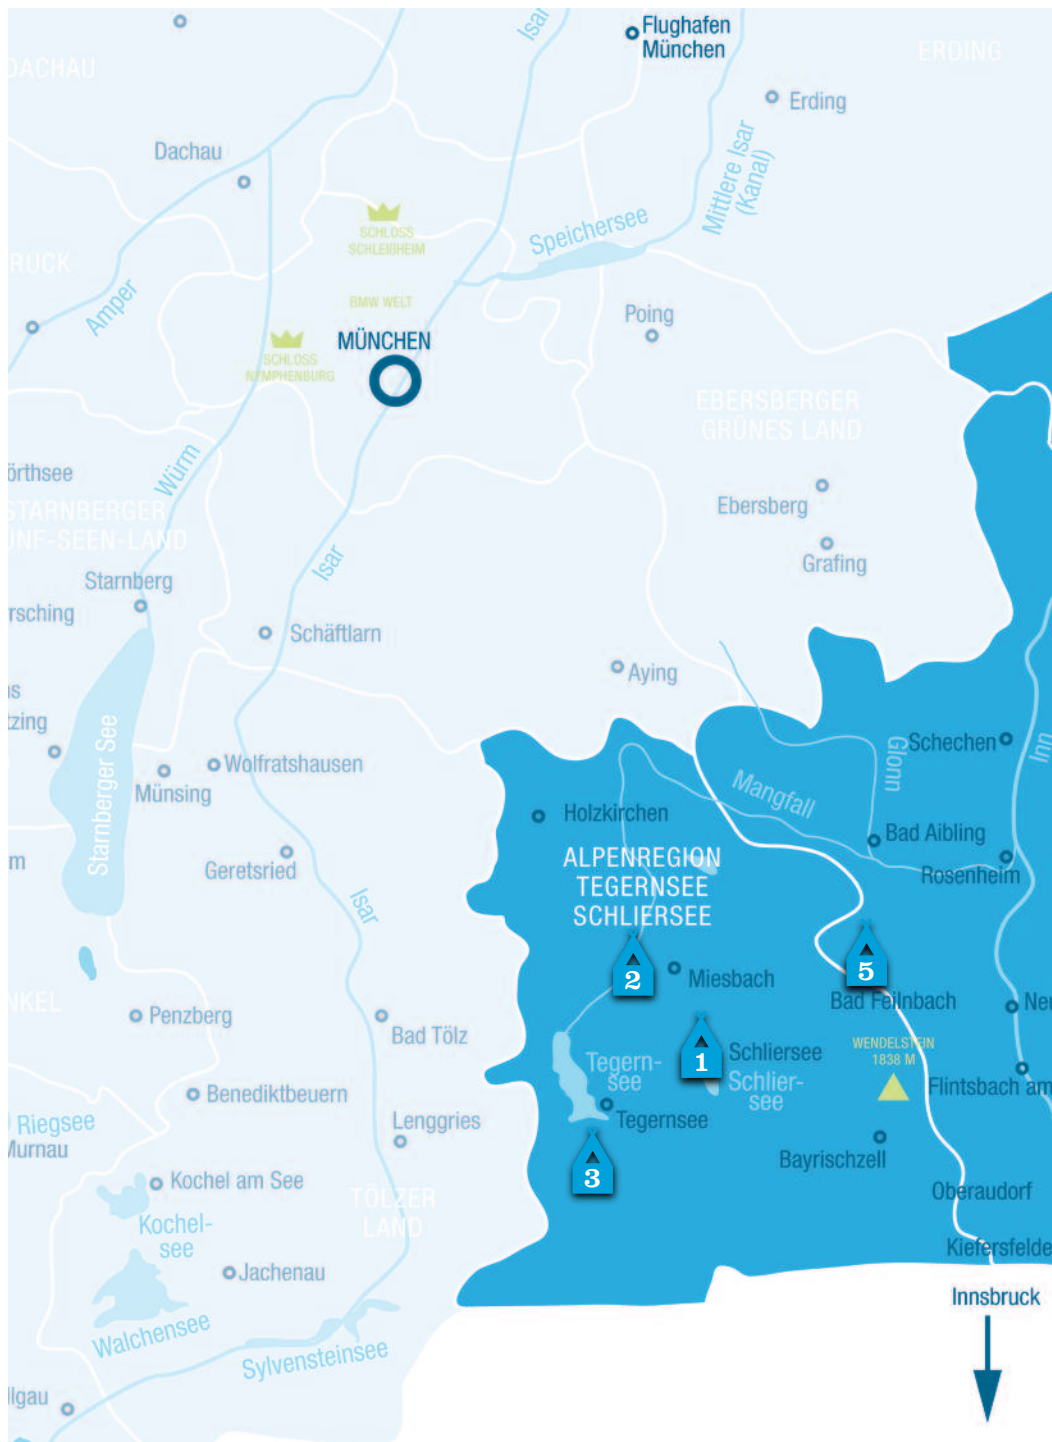 Isar
Flughafen
München
ERDING
DACHAU
Erding
Dachau
Mittlere Isar
(Kanal)
SCHLOSS
SCHLEIßHEIM
Speichersee
RUCK
Amper
BMW WELT
Poing
MÜNCHEN
SCHLOSS
NYMPHENBURG
EBERSBERGER
GRÜNES LAND
Würm
örthsee
Ebersberg
STARNBERGER
ÜNF-SEEN-LAND
Isar
Grafing
Starnberg
rsching
Schäftlarn
Aying
ns
tzing
Starnberger See
Schechen
Glonn
Inn
Wolfratshausen
Münsing
Mangfall
Holzkirchen
Bad Aibling
m
Geretsried
ALPENREGION
TEGERNSEE
SCHLIERSEE
Rosenheim
Isar
2
5
Miesbach
NKEL
Bad Feilnbach
Neu
Penzberg
Bad Tölz
1
Schliersee
WENDELSTEIN
1838 M
Tegern-
see
Schlier-
see
Flintsbach am
Benediktbeuern
Riegsee
Murnau
Lenggries
Tegernsee
3
Bayrischzell
Kochel am See
TÖLZER
LAND
Oberaudorf
Kochel-
see
Kiefersfelde
Jachenau
Innsbruck
Walchensee
Sylvensteinsee
llgau